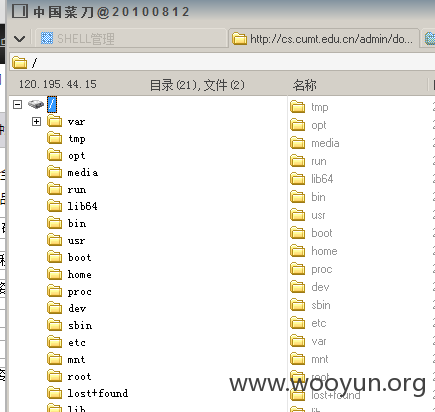 中国菜刀@20100812
SHELL管理
http://cs.cumt.edu.cn/admin/do...
/
120.195.44.15 目录(21),文件(2) 名称
/ tmp
var opt
tmp media
opt run
media lib64
run bin
lib64 usr
bin boot
usr home
boot proc
home dev
proc sbin
dev etc
sbin var
etc mnt
mnt root
root lost+found
lost+found lib
lib
www.wooyun.org